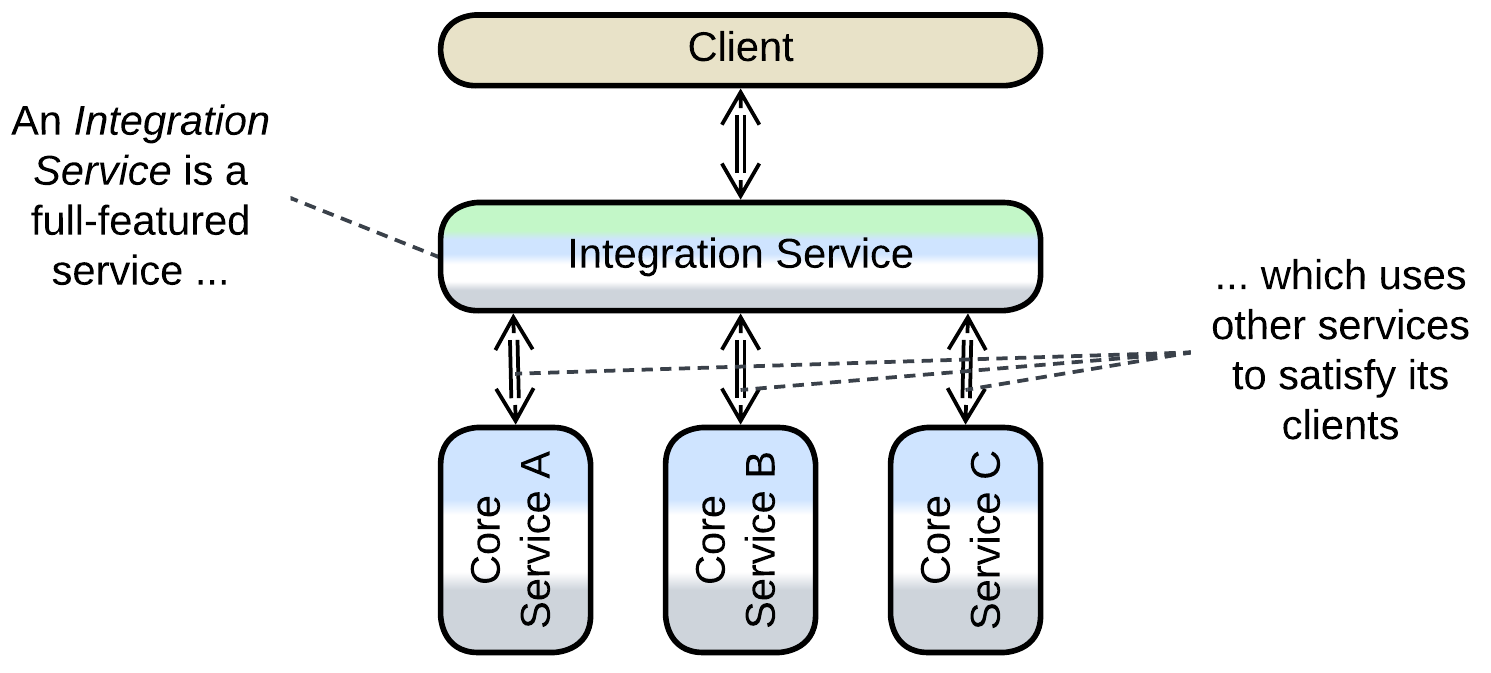 Client
An Integration
Service is a
full-featured
service ...
Integration Service
... which uses
other services
to satisfy its
clients
Core
Service A
Core
Service B
Core
Service C